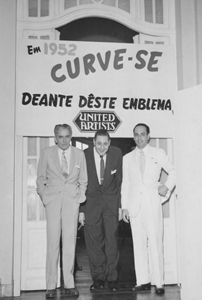 Em 1952
CURVE-SE
DEANTE DÊSTE EMBLEMA
UNITED
ARTISTS